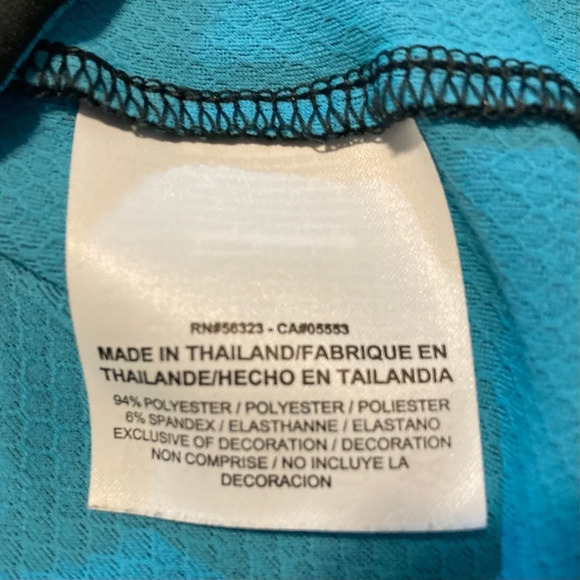 RN#56323 - CA#05553
MADE IN THAILAND/FABRIQUE EN
THAILANDE/HECHO EN TAILANDIA
94% POLYESTER / POLYESTER / POLIESTER
6% SPANDEX / ELASTHANNE / ELASTANO
EXCLUSIVE OF DECORATION / DECORATION
NON COMPRISE / NO INCLUYE LA
DECORACION